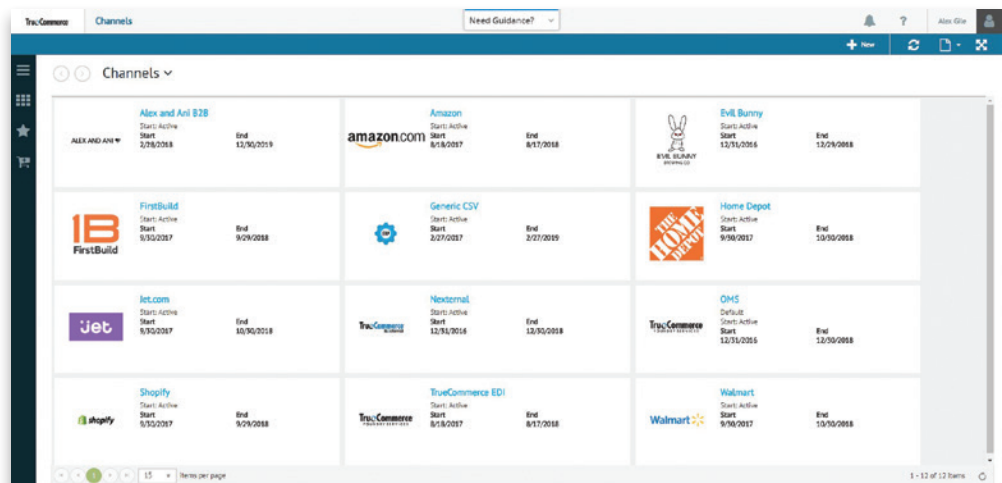 TrueCommerce
Channels
Need Guidance?
?
Alex Glie
+ New
Channels
ALEX AND ANI
Alex and Ani B2B
Start: Active
Start
2/28/2018
End
12/30/2019
amazon.com
Amazon
Start: Active
Start
8/18/2017
End
8/17/2018
EVIL BUNNY
BREWING CO
Evil Bunny
Start: Active
Start
12/31/2016
End
12/29/2018
1B
FirstBuild
FirstBuild
Start: Active
Start
9/30/2017
End
9/29/2018
Generic CSV
Start: Active
Start
2/27/2017
End
2/27/2019
THE
HOME
DEPOT
Home Depot
Start: Active
Start
9/30/2017
End
10/30/2018
Jet
Jet.com
Start: Active
Start
9/30/2017
End
10/30/2018
TrueCommerce
Nexternal
Start: Active
Start
12/31/2016
End
12/30/2018
TrueCommerce
FOUNDRY SERVICES
OMS
Default
Start: Active
Start
12/31/2016
End
12/30/2018
shopify
Shopify
Start: Active
Start
9/30/2017
End
9/29/2018
TrueCommerce
FOUNDRY SERVICES
TrueCommerce EDI
Start: Active
Start
8/18/2017
End
8/17/2018
Walmart
Walmart
Start: Active
Start
9/30/2017
End
10/30/2018
1
15
Items per page
1 - 12 of 12 Items